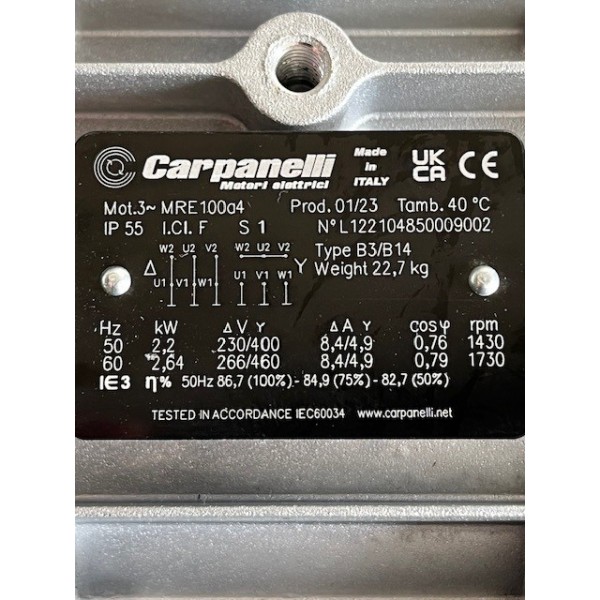 Carpanelli
Motori elettrici
Made in ITALY
UK CA CE
Mot.3~ MRE100a4 Prod. 01/23 Tamb. 40 °C
IP 55 I.Cl. F S 1 N° L122104850009002
W2 U2 V2 W2 U2 V2 Type B3/B14
Δ U1 V1 W1 U1 V1 W1 Y Weight 22,7 kg
Hz kW Δ V Y Δ A Y cosφ rpm
50 2,2 230/400 8,4/4,9 0,76 1430
60 2,64 266/460 8,4/4,9 0,79 1730
IE3 η% 50Hz 86,7 (100%) - 84,9 (75%) - 82,7 (50%)
TESTED IN ACCORDANCE IEC60034 www.carpanelli.net